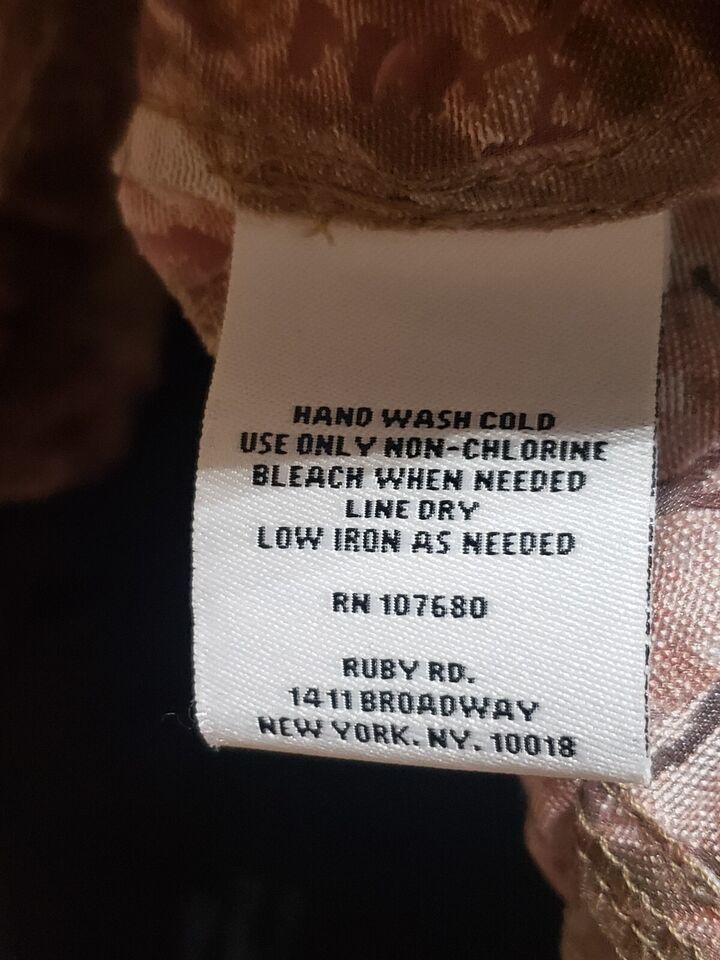 HAND WASH COLD
USE ONLY NON-CHLORINE
BLEACH WHEN NEEDED
LINE DRY
LOW IRON AS NEEDED
RN 107680
RUBY RD.
1411 BROADWAY
NEW YORK. NY. 10018